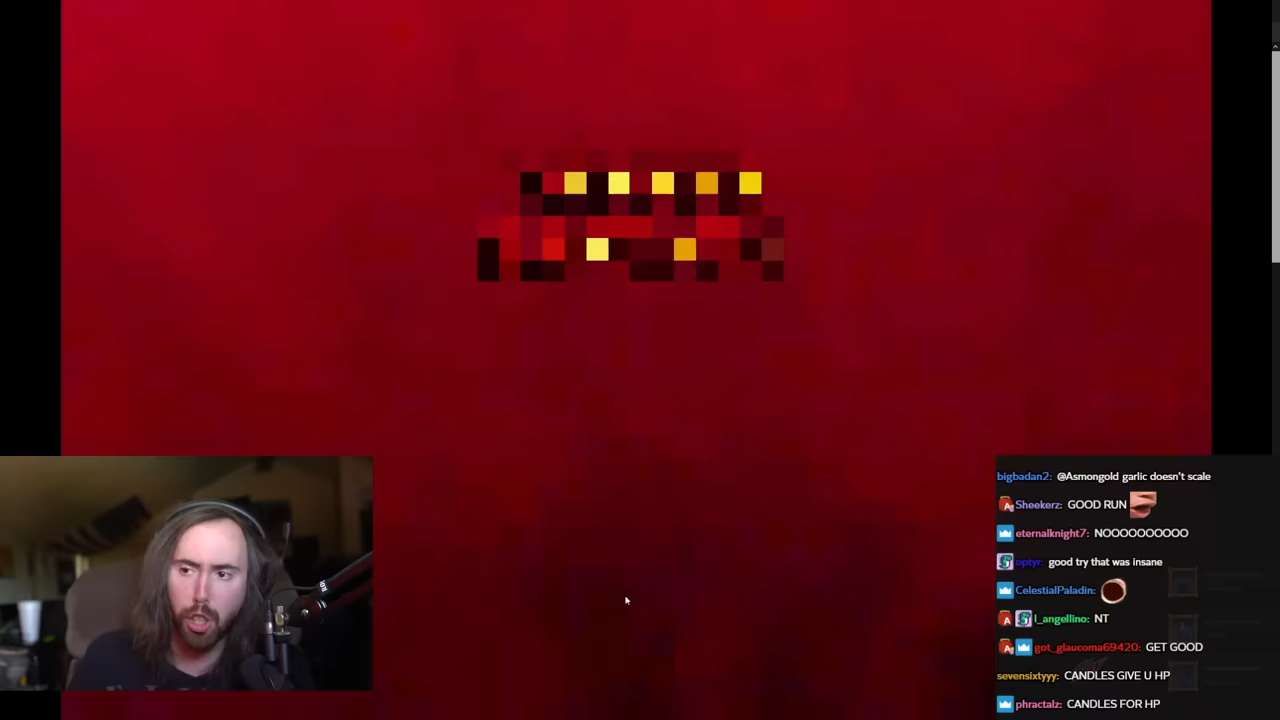 bigbadan2: @Asmongold garlic doesn't scale
Sheekerz: GOOD RUN
eternalknight7: NOOOOOOOOOO
optyr: good try that was insane
CelestialPaladin:
l_angellino: NT
got_glaucoma69420: GET GOOD
sevensixtyyy: CANDLES GIVE U HP
phractalz: CANDLES FOR HP